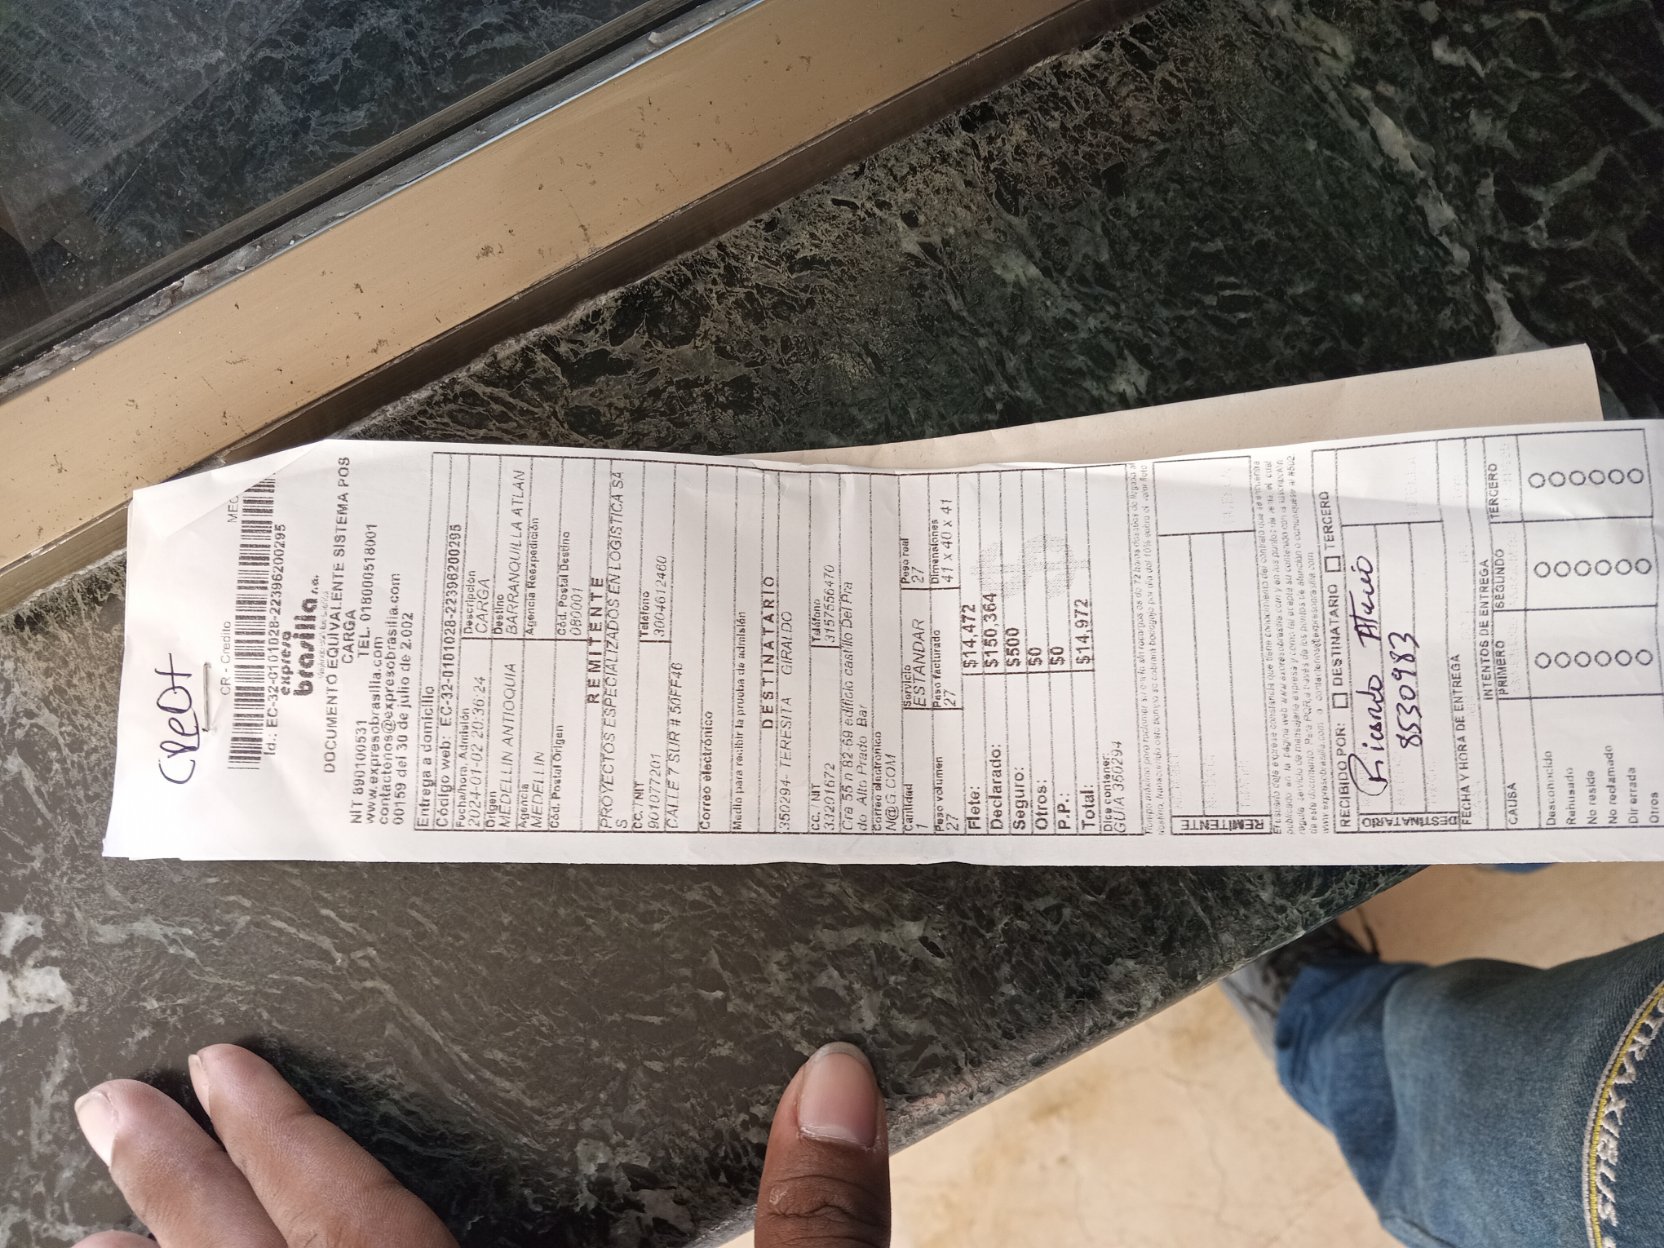 CReDt
CR - Credito
MEC
Id.: EC-32-0101028-22396200295
expreso
brasilia s.a.
DOCUMENTO EQUIVALENTE SISTEMA POS
CARGA
NIT 890100531 TEL. 018000518001
www.expresobrasilia.com
contactenos@expresobrasilia.com
00159 del 30 de julio de 2.002
Entrega a domicilio
Código web: EC-32-0101028-22396200295
Fecha/hora. Admisión Descripción
2024-01-02 20:36:24 CARGA
Origen Destino
MEDELLIN ANTIOQUIA BARRANQUILLA ATLAN
Agencia Agencia Reexpedición
MEDELLIN
Cód. Postal Origen Cód. Postal Destino
080001
REMITENTE
PROYECTOS ESPECIALIZADOS EN LOGISTICA SA
S
CC. / NIT Teléfono
901077201 3004612460
CALLE 7 SUR # 50FF46
Correo electrónico
Medio para recibir la prueba de admisión
DESTINATARIO
350294- TERESITA GIRALDO
CC. / NIT Teléfono
33201672 3157556470
Cra 55 n 82 69 edificio castillo Del Pra
do Alto Prado Bar
Correo electrónico
N@G.COM
Cantidad Servicio Peso real
1 ESTANDAR 27
Peso volumen Peso facturado Dimensiones
27 27 41 x 40 x 41
Flete: $14,472
Declarado: $150,364
Seguro: $500
Otros: $0
P.P.: $0
Total: $14,972
Dice contener:
GUIA 350294
REMITENTE
RECIBIDO POR: DESTINATARIO TERCERO
DESTINATARIO
Ricardo
8530983
FECHA Y HORA DE ENTREGA
INTENTOS DE ENTREGA
CAUSA PRIMERO SEGUNDO TERCERO
Desconocido
Rehusado
No reside
No reclamado
Dir errada
Otros